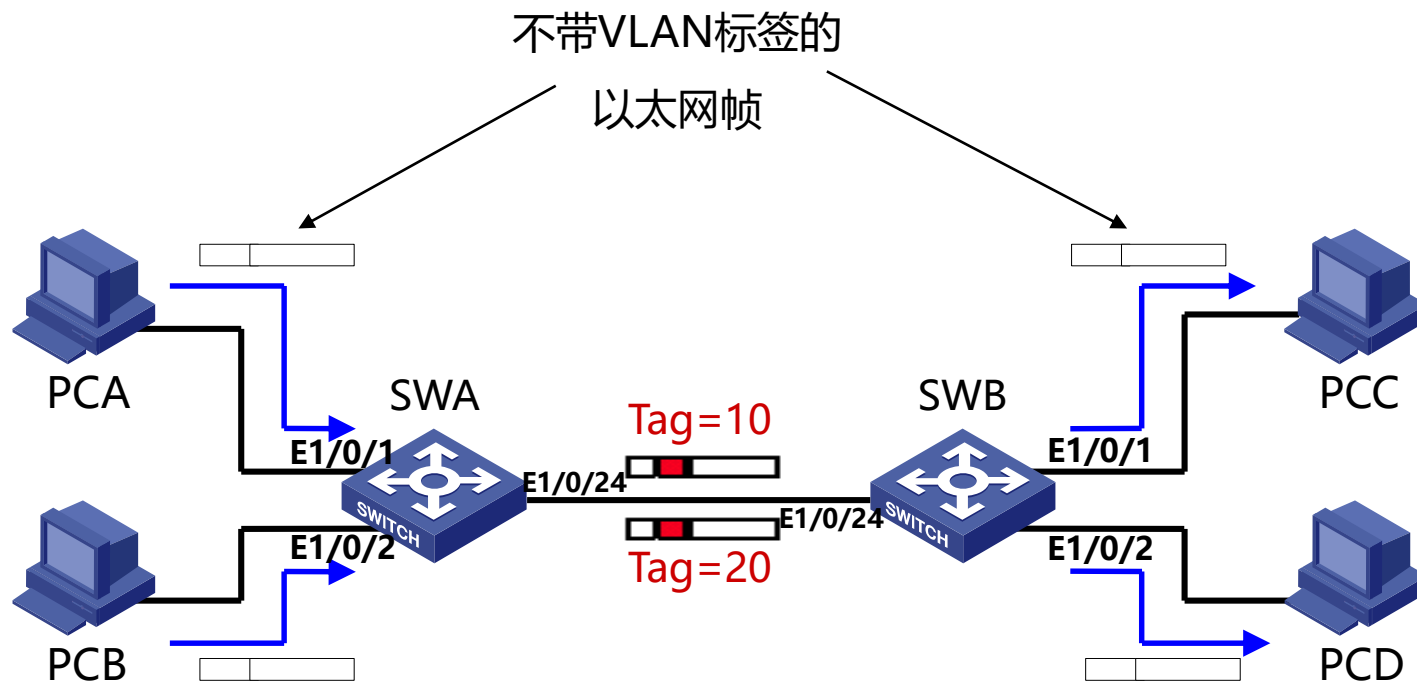 不带VLAN标签的
以太网帧
PCA
SWA
SWB
PCC
Tag=10
E1/0/1
E1/0/1
E1/0/24
SWITCH
E1/0/24
SWITCH
E1/0/2
E1/0/2
Tag=20
PCB
PCD